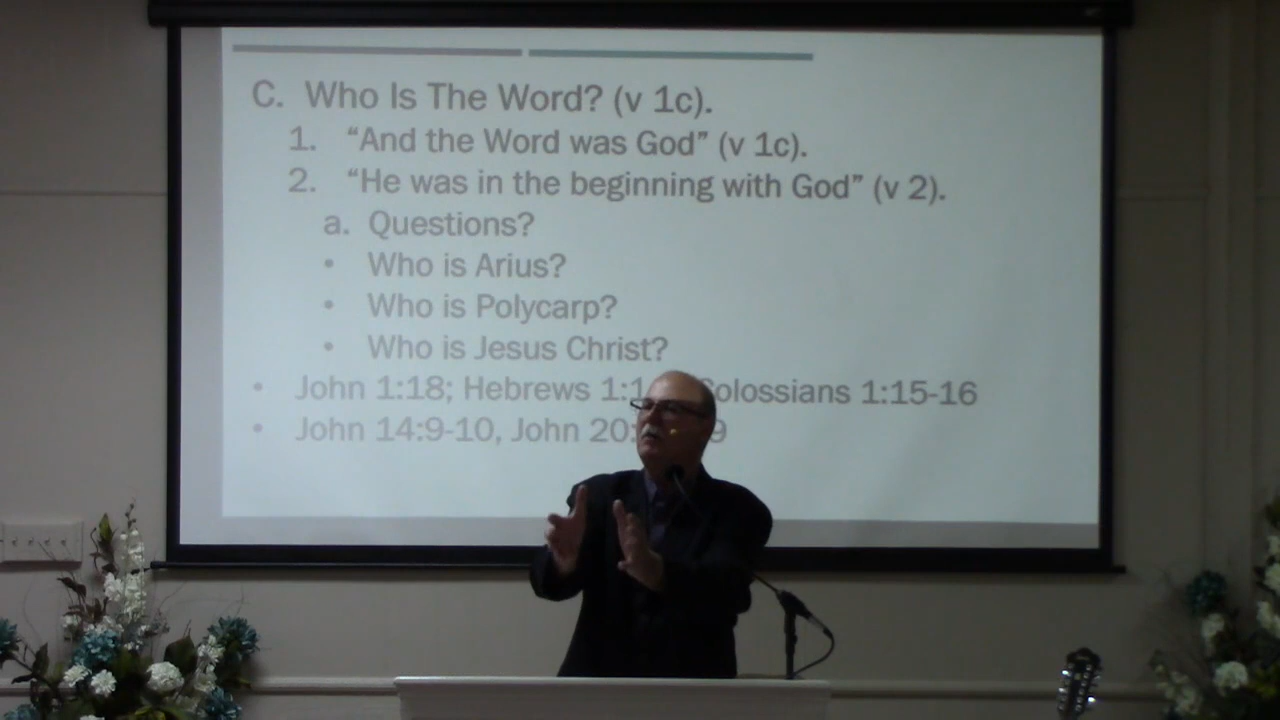 C. Who Is The Word? (v 1c).
1. “And the Word was God” (v 1c).
2. “He was in the beginning with God” (v 2).
a. Questions?
• Who is Arius?
• Who is Polycarp?
• Who is Jesus Christ?
• John 1:18; Hebrews Colossians 1:15-16
• John 14:9-10, John